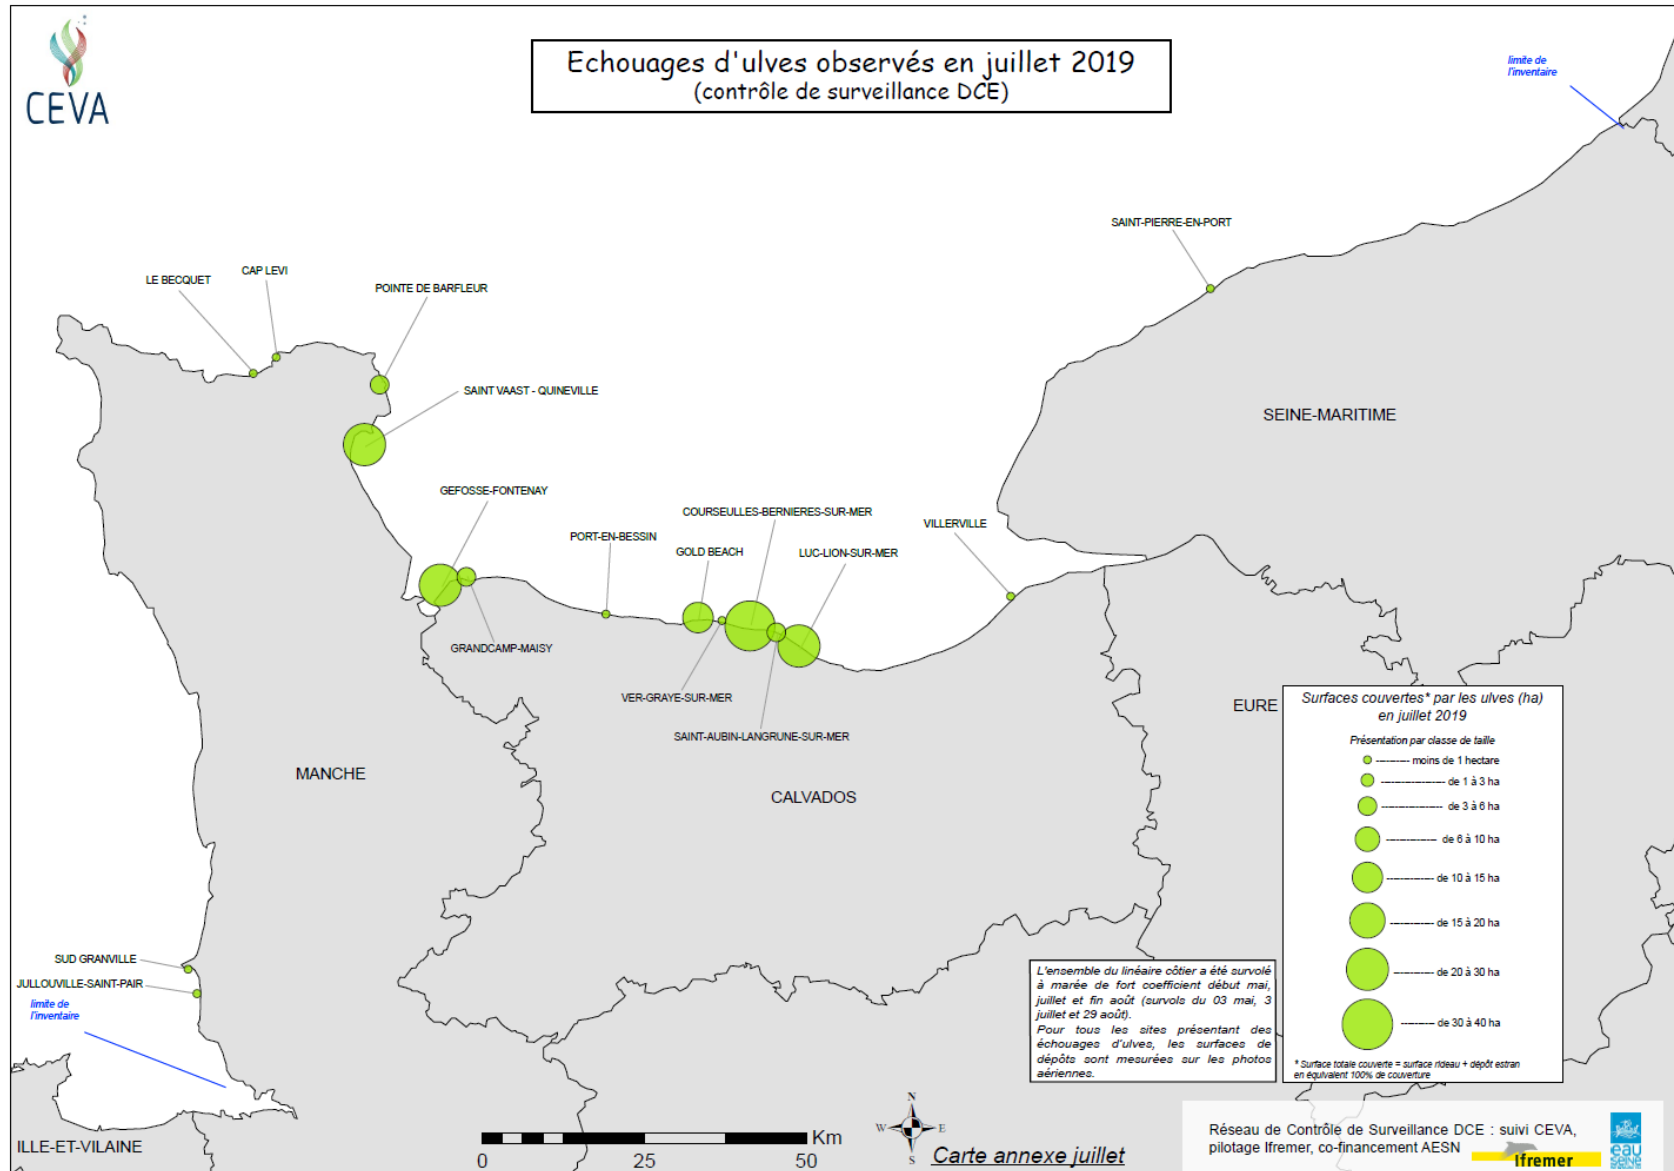 CEVA
Echouages d'ulves observés en juillet 2019
(contrôle de surveillance DCE)
limite de
l'inventaire
SAINT-PIERRE-EN-PORT
CAP LEVI
LE BECQUET
POINTE DE BARFLEUR
SAINT VAAST - QUINEVILLE
SEINE-MARITIME
GEFOSSE-FONTENAY
COURSEULLES-BERNIERES-SUR-MER
VILLERVILLE
PORT-EN-BESSIN
GOLD BEACH
LUC-LION-SUR-MER
GRANDCAMP-MAISY
VER-GRAYE-SUR-MER
SAINT-AUBIN-LANGRUNE-SUR-MER
EURE
MANCHE
CALVADOS
Surfaces couvertes* par les ulves (ha)
en juillet 2019
Présentation par classe de taille
moins de 1 hectare
de 1 à 3 ha
de 3 à 6 ha
de 6 à 10 ha
de 10 à 15 ha
de 15 à 20 ha
de 20 à 30 ha
de 30 à 40 ha
* Surface totale couverte = surface rideau + dépôt estran
en équivalent 100% de couverture
SUD GRANVILLE
JULLOUVILLE-SAINT-PAIR
limite de
l'inventaire
L'ensemble du linéaire côtier a été survolé
à marée de fort coefficient début mai,
juillet et fin août (survols du 03 mai, 3
juillet et 29 août).
Pour tous les sites présentant des
échouages d'ulves, les surfaces de
dépôts sont mesurées sur les photos
aériennes.
ILLE-ET-VILAINE
0 25 50 Km
N
W E
S
Carte annexe juillet
Réseau de Contrôle de Surveillance DCE : suivi CEVA,
pilotage Ifremer, co-financement AESN
Ifremer
eau
SEINE